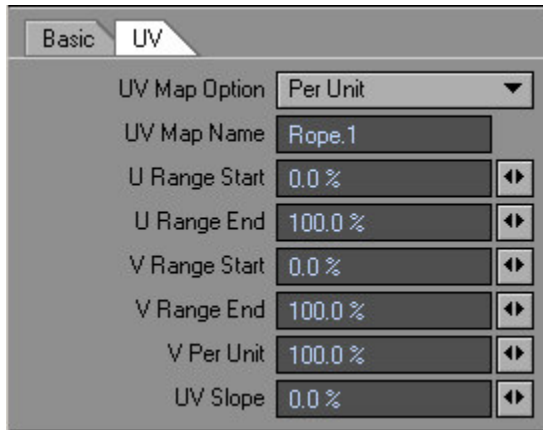 Basic UV
UV Map Option Per Unit
UV Map Name Rope.1
U Range Start 0.0 %
U Range End 100.0 %
V Range Start 0.0 %
V Range End 100.0 %
V Per Unit 100.0 %
UV Slope 0.0 %